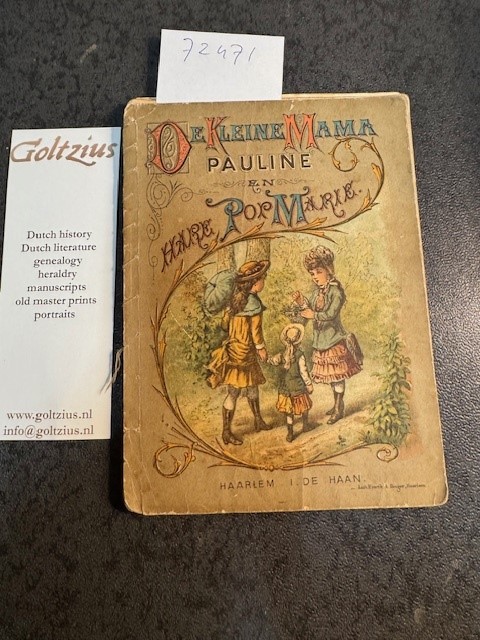 72471
DE KLEINE MAMA
PAULINE
EN
HARE POP MARIE.
HAARLEM I. DE HAAN.
Goltzius
Dutch history
Dutch literature
genealogy
heraldry
manuscripts
old master prints
portraits
www.goltzius.nl
info@goltzius.nl